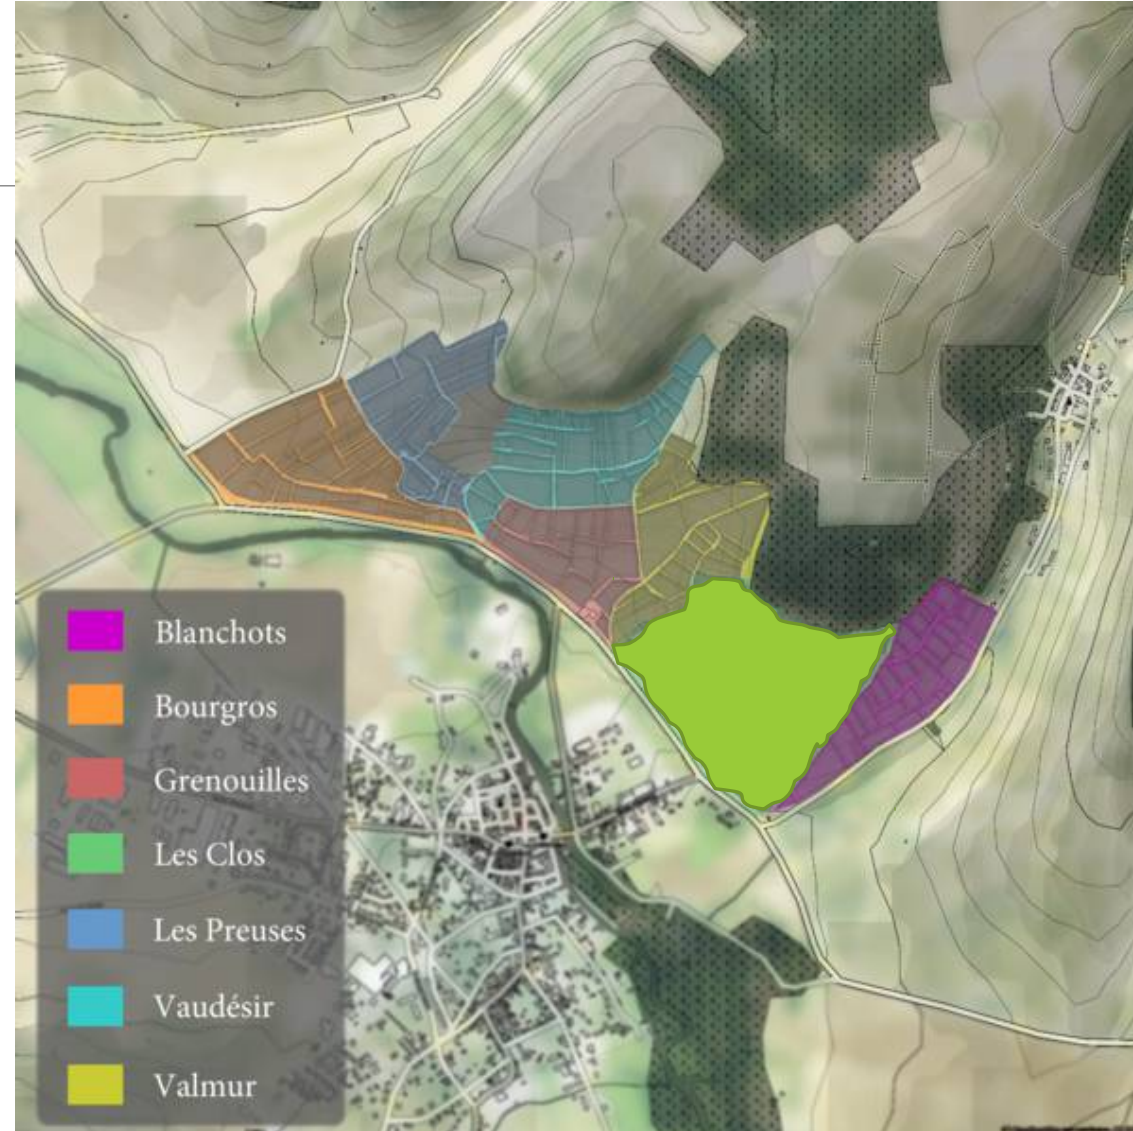 Blanchots
Bourgros
Grenouilles
Les Clos
Les Preuses
Vaudésir
Valmur